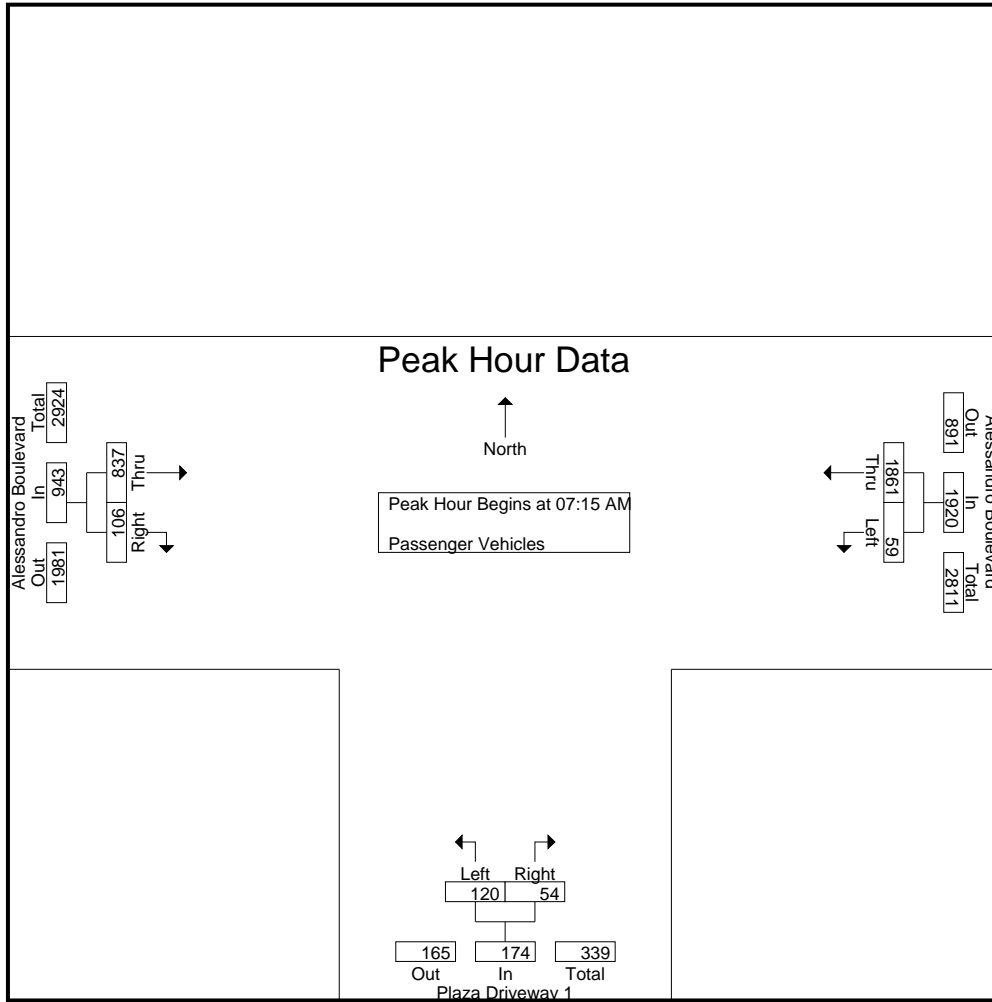 Peak Hour Data
North
Peak Hour Begins at 07:15 AM
Passenger Vehicles
Alessandro Boulevard
Out
In
Total
1981
943
2924
Right
Thru
106
837
Alessandro Boulevard
Out
In
Total
891
1920
2811
Thru
Left
1861
59
Left
Right
120
54
165
174
339
Out
In
Total
Plaza Driveway 1